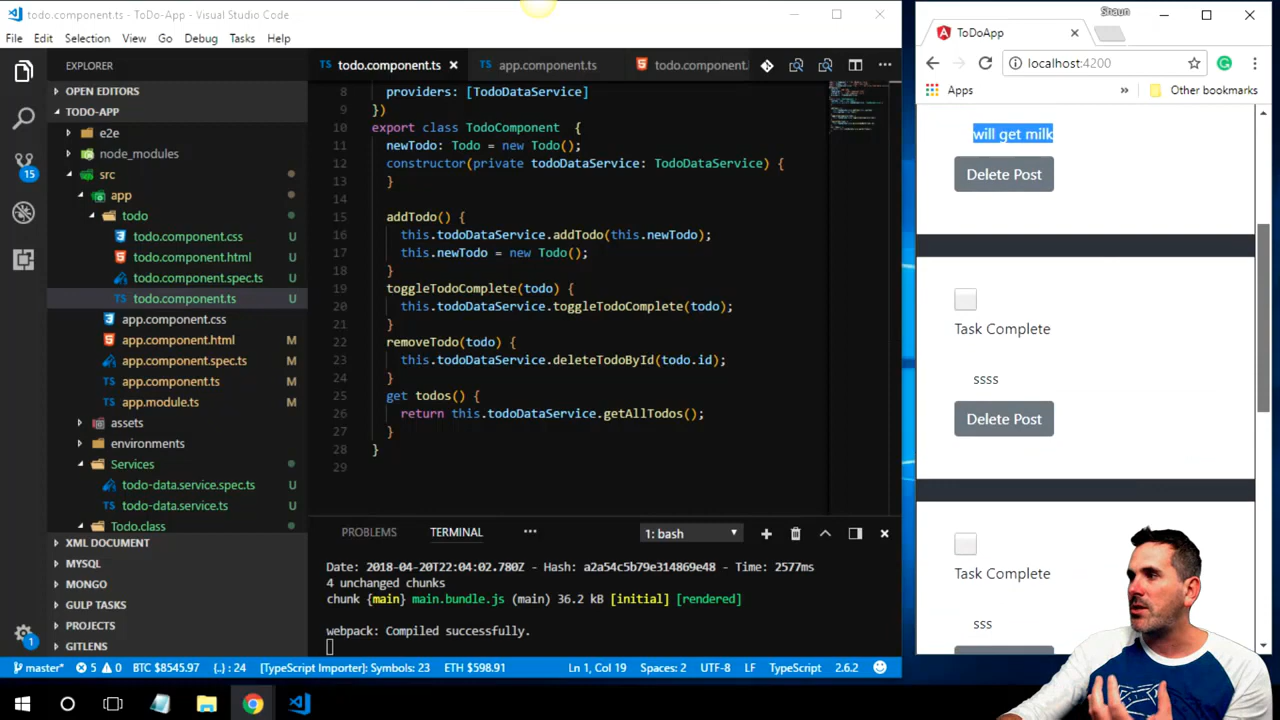 todo.component.ts - ToDo-App - Visual Studio Code
File Edit Selection View Go Debug Tasks Help
EXPLORER
OPEN EDITORS
TODO-APP
e2e
node_modules
src
app
todo
todo.component.css U
todo.component.html U
todo.component.spec.ts U
TS todo.component.ts U
app.component.css
app.component.html M
app.component.spec.ts M
TS app.component.ts M
TS app.module.ts M
assets
environments
Services
todo-data.service.spec.ts U
TS todo-data.service.ts U
Todo.class
XML DOCUMENT
MYSQL
MONGO
GULP TASKS
PROJECTS
GITLENS
15
1
TS todo.component.ts TS app.component.ts todo.component.
8 providers: [TodoDataService]
9 })
10 export class TodoComponent {
11 newTodo: Todo = new Todo();
12 constructor(private todoDataService: TodoDataService) {
13 }
14
15 addTodo() {
16 this.todoDataService.addTodo(this.newTodo);
17 this.newTodo = new Todo();
18 }
19 toggleTodoComplete(todo) {
20 this.todoDataService.toggleTodoComplete(todo);
21 }
22 removeTodo(todo) {
23 this.todoDataService.deleteTodoById(todo.id);
24 }
25 get todos() {
26 return this.todoDataService.getAllTodos();
27 }
28 }
29
PROBLEMS TERMINAL ••• 1: bash
Date: 2018-04-20T22:04:02.780Z - Hash: a2a54c5b79e314869e48 - Time: 2577ms
4 unchanged chunks
chunk {main} main.bundle.js (main) 36.2 kB [initial] [rendered]
webpack: Compiled successfully.
master* 5 0 BTC $8545.97 {..} : 24 [TypeScript Importer]: Symbols: 23 ETH $598.91 Ln 1, Col 19 Spaces: 2 UTF-8 LF TypeScript 2.6.2
Shaun
ToDoApp
localhost:4200
Apps » Other bookmarks
will get milk
Delete Post
Task Complete
ssss
Delete Post
Task Complete
sss